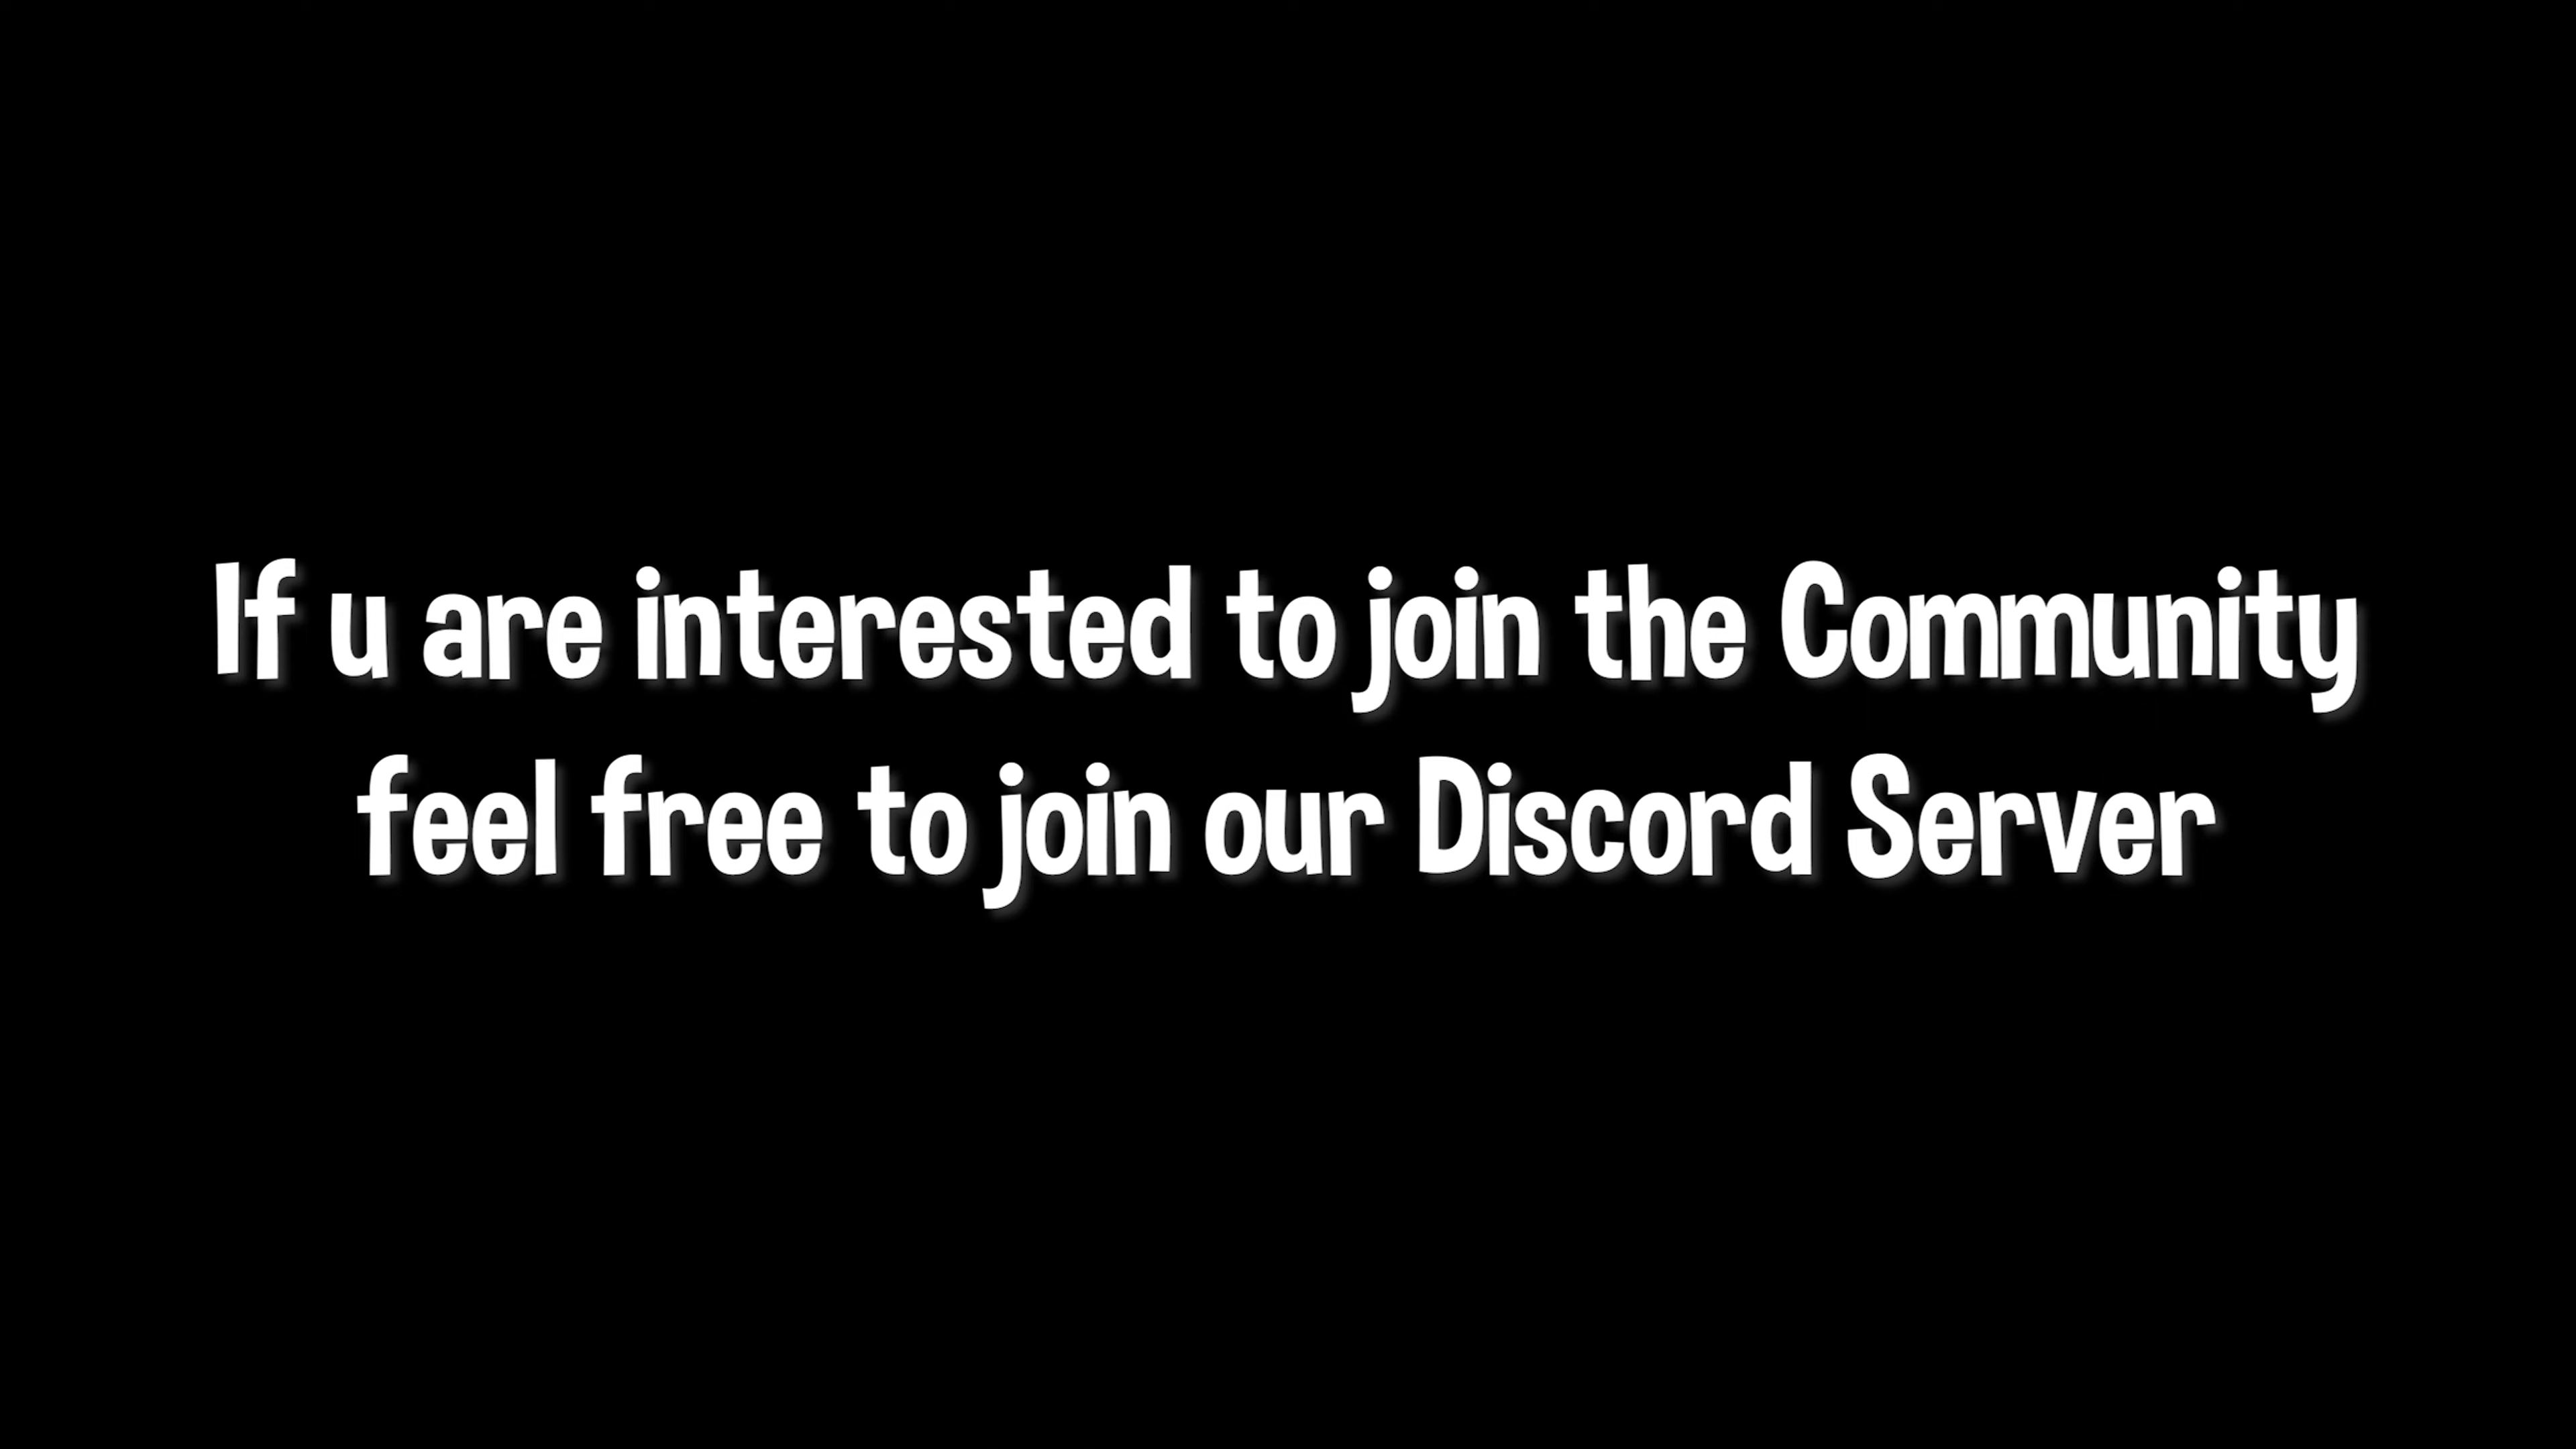 If u are interested to join the Community
feel free to join our Discord Server